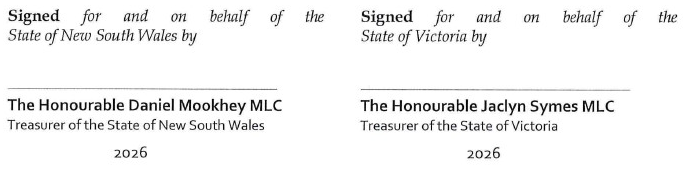 Signed for and on behalf of the
State of New South Wales by
The Honourable Daniel Mookhey MLC
Treasurer of the State of New South Wales
2026
Signed for and on behalf of the
State of Victoria by
The Honourable Jaclyn Symes MLC
Treasurer of the State of Victoria
2026